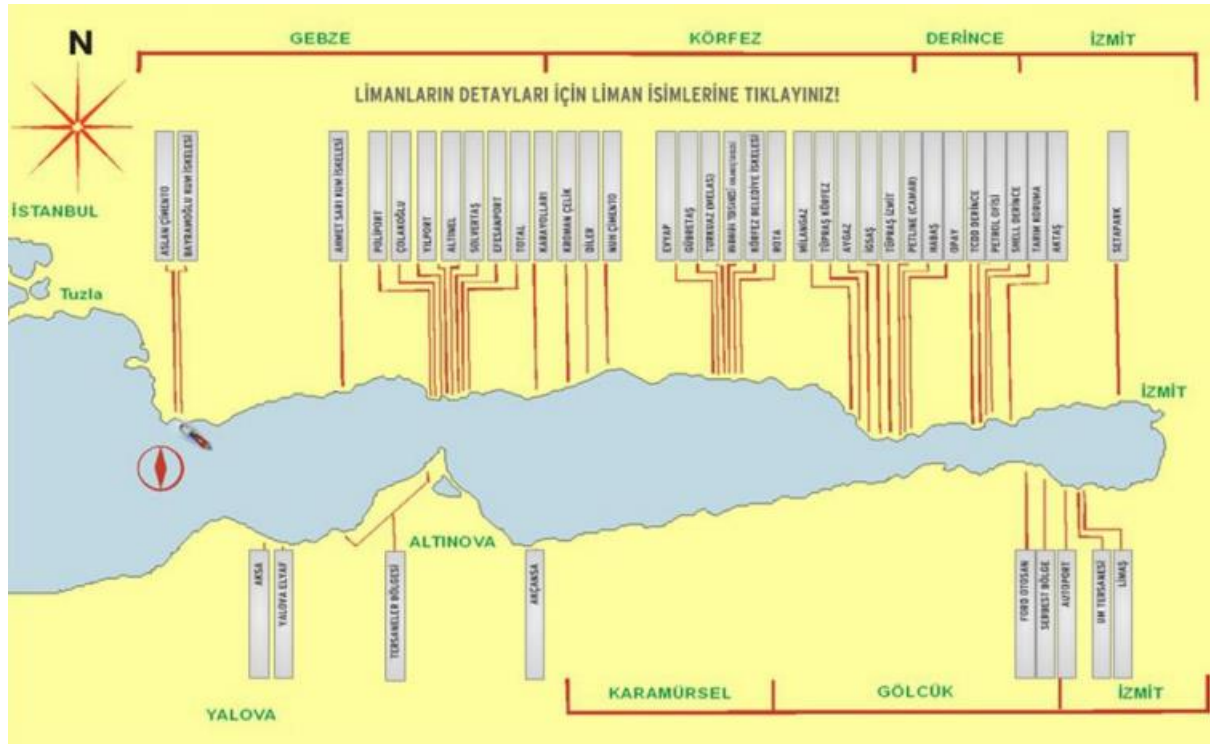 N
GEBZE
KÖRFEZ
DERİNCE
İZMİT
LİMANLARIN DETAYLARI İÇİN LİMAN İSİMLERİNE TIKLAYINIZ!
ASLAN ÇİMENTO
BAYRAMOĞLU KUM İSKELESİ
AHMET SARI KUM İSKELESİ
POLİPORT
ÇOLAKOĞLU
YILPORT
ALTINEL
SOLVENTAŞ
EFESANPORT
TOTAL
KARAYOLLARI
KROMAN ÇELİK
DİLER
NUH ÇİMENTO
EVYAP
GÜBRETAŞ
TURKUAZ (MELAS)
KÖRFEZ BELEDİYE İSKELESİ
ROTA
MİLANGAZ
TÜPRAŞ KÖRFEZ
AYGAZ
IGSAŞ
TÜPRAŞ İZMİT
PETLINE (CAMAR)
HABAŞ
OPAY
TCDD DERİNCE
PETROL OFİSİ
SHELL DERİNCE
TARIM KORUMA
AKTAŞ
SETAPARK
İSTANBUL
Tuzla
İZMİT
ALTINOVA
AKSA
YALOVA ELYAF
TERSANELER BÖLGESİ
AKÇANSA
FORD OTOSAN
SERBEST BÖLGE
AUTOPORT
UM TERSANESİ
LİMAŞ
KARAMÜRSEL
GÖLCÜK
İZMİT
YALOVA